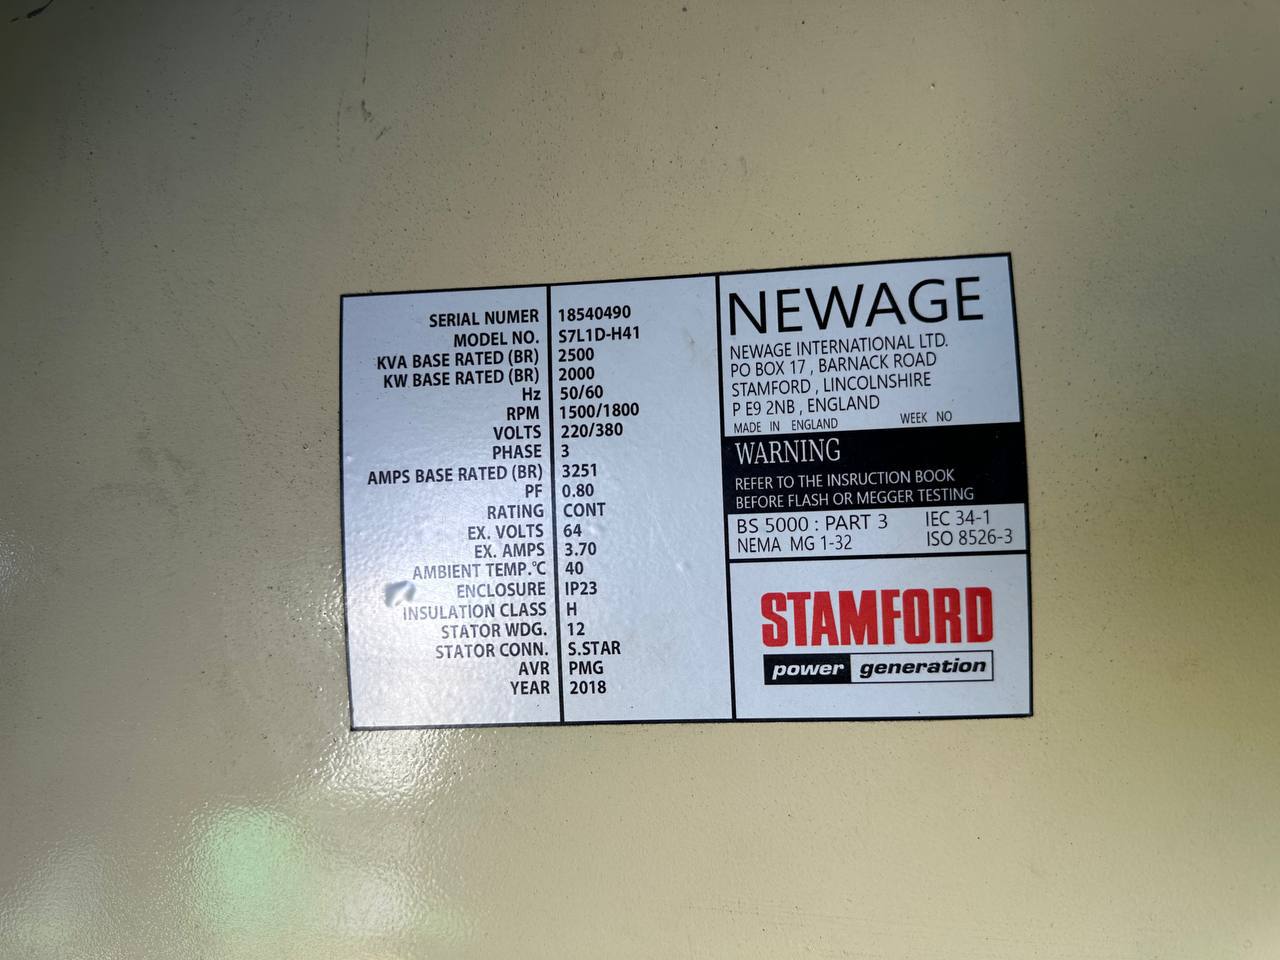 SERIAL NUMER 18540490
MODEL NO. S7L1D-H41
KVA BASE RATED (BR) 2500
KW BASE RATED (BR) 2000
Hz 50/60
RPM 1500/1800
VOLTS 220/380
PHASE 3
AMPS BASE RATED (BR) 3251
PF 0.80
RATING CONT
EX. VOLTS 64
EX. AMPS 3.70
AMBIENT TEMP.°C 40
ENCLOSURE IP23
INSULATION CLASS H
STATOR WDG. 12
STATOR CONN. S.STAR
AVR PMG
YEAR 2018
NEWAGE
NEWAGE INTERNATIONAL LTD.
PO BOX 17 , BARNACK ROAD
STAMFORD , LINCOLNSHIRE
P E9 2NB , ENGLAND
MADE IN ENGLAND WEEK NO
WARNING
REFER TO THE INSRUCTION BOOK
BEFORE FLASH OR MEGGER TESTING
BS 5000 : PART 3 IEC 34-1
NEMA MG 1-32 ISO 8526-3
STAMFORD
power generation